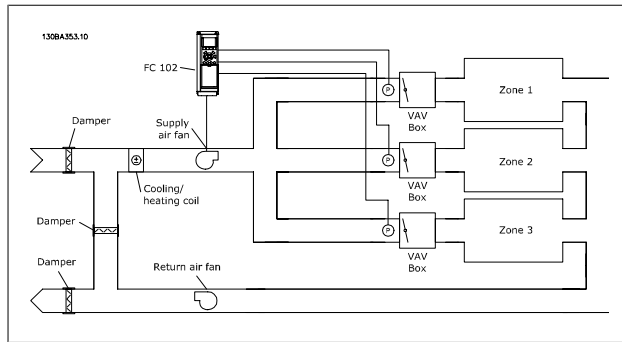 130BA353.10
FC 102
Damper
Supply
air fan
P
VAV
Box
Zone 1
P
VAV
Box
Zone 2
Cooling/
heating coil
Damper
P
VAV
Box
Zone 3
Damper
Return air fan